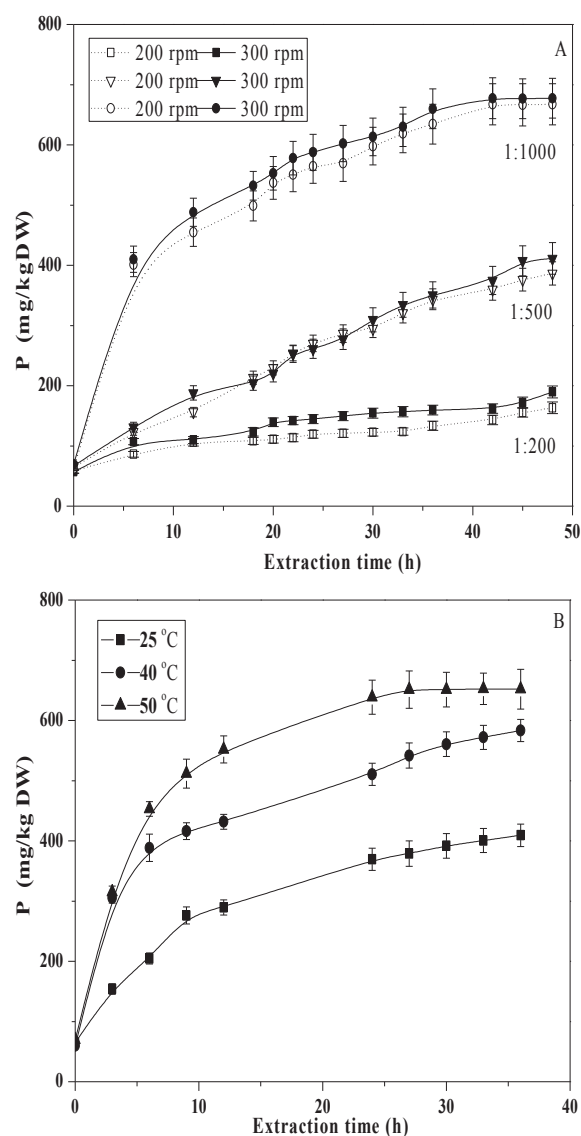 800
A
200 rpm 300 rpm
200 rpm 300 rpm
200 rpm 300 rpm
600
1:1000
400
1:500
200
1:200
0
P (mg/kgDW)
0 10 20 30 40 50
Extraction time (h)
800
B
25 °C
40 °C
50 °C
600
400
200
0
P (mg/kg DW)
0 10 20 30 40
Extraction time (h)